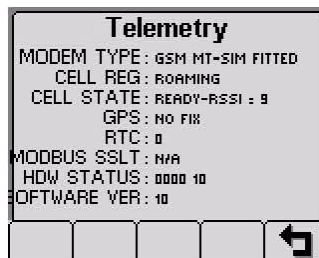 Telemetry
MODEM TYPE: GSM MT-SIM FITTED
CELL REG: ROAMING
CELL STATE: READY-RSSI : 9
GPS: NO FIX
RTC: 0
MODBUS SSLT: N/A
HDW STATUS: 0000 10
SOFTWARE VER: 10